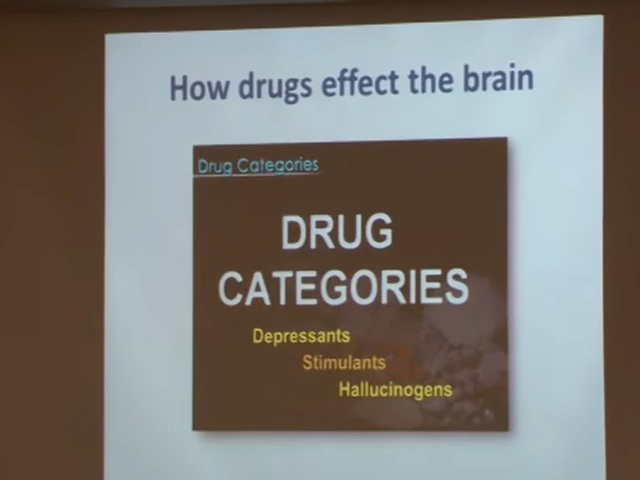 How drugs effect the brain
Drug Categories
DRUG
CATEGORIES
Depressants
Stimulants
Hallucinogens